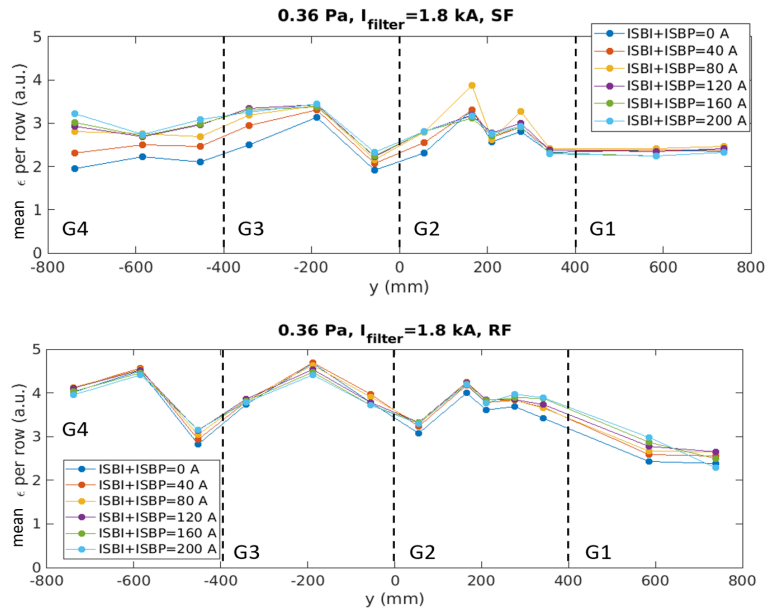 0.36 Pa, I_filter=1.8 kA, SF
ISBI+ISBP=0 A
ISBI+ISBP=40 A
ISBI+ISBP=80 A
ISBI+ISBP=120 A
ISBI+ISBP=160 A
ISBI+ISBP=200 A
5
4
3
2
1
0
mean ϵ per row (a.u.)
G4 G3 G2 G1
-800 -600 -400 -200 0 200 400 600 800
y (mm)
0.36 Pa, I_filter=1.8 kA, RF
5
4
3
2
1
0
mean ϵ per row (a.u.)
G4
ISBI+ISBP=0 A
ISBI+ISBP=40 A
ISBI+ISBP=80 A
ISBI+ISBP=120 A
ISBI+ISBP=160 A
ISBI+ISBP=200 A
G3 G2 G1
-800 -600 -400 -200 0 200 400 600 800
y (mm)